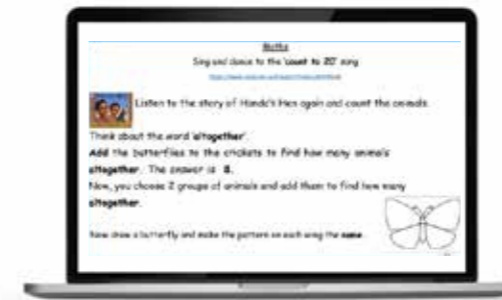 Maths
Sing and dance to the 'count to 20' song
Listen to the story of Handa's Hen again and count the animals.
Think about the word 'altogether'.
Add the butterflies to the crickets to find how many animals
altogether. The answer is 5.
Now, you choose 2 groups of animals and add them to find how many
altogether.
Now draw a butterfly and make the pattern on each wing the same.